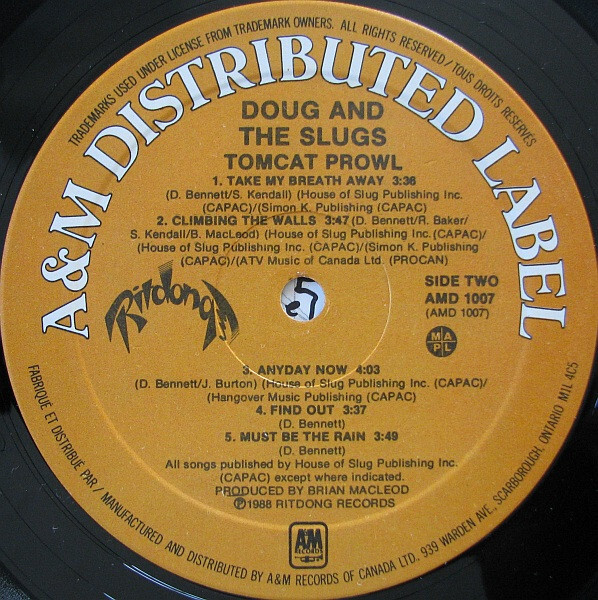 TRADEMARKS USED UNDER LICENSE FROM TRADEMARK OWNERS. ALL RIGHTS RESERVED/TOUS DROITS RESERVÉS
A&M DISTRIBUTED LABEL
DOUG AND
THE SLUGS
TOMCAT PROWL
1. TAKE MY BREATH AWAY 3:36
(D. Bennett/S. Kendall) (House of Slug Publishing Inc.
(CAPAC)/(Simon K. Publishing (CAPAC)
2. CLIMBING THE WALLS 3:47 (D. Bennett/R. Baker/
S. Kendall/B. MacLeod) (House of Slug Publishing Inc.(CAPAC)/
(House of Slug Publishing Inc. (CAPAC)/(Simon K. Publishing
(CAPAC)/(ATV Music of Canada Ltd. (PROCAN)
Ritdong
5
SIDE TWO
AMD 1007
(AMD 1007)
M A
P L
3. ANYDAY NOW 4:03
(D. Bennett/J. Burton) (House of Slug Publishing Inc. (CAPAC)/
(Hangover Music Publishing (CAPAC)
4. FIND OUT 3:37
(D. Bennett)
5. MUST BE THE RAIN 3:49
(D. Bennett)
All songs published by House of Slug Publishing Inc.
(CAPAC) except where indicated.
PRODUCED BY BRIAN MACLEOD
Ⓟ1988 RITDONG RECORDS
A&M
RECORDS
FABRIQUÉ ET DISTRIBUÉ PAR / MANUFACTURED AND DISTRIBUTED BY A&M RECORDS OF CANADA LTD., 939 WARDEN AVE., SCARBOROUGH, ONTARIO M1L 4C5